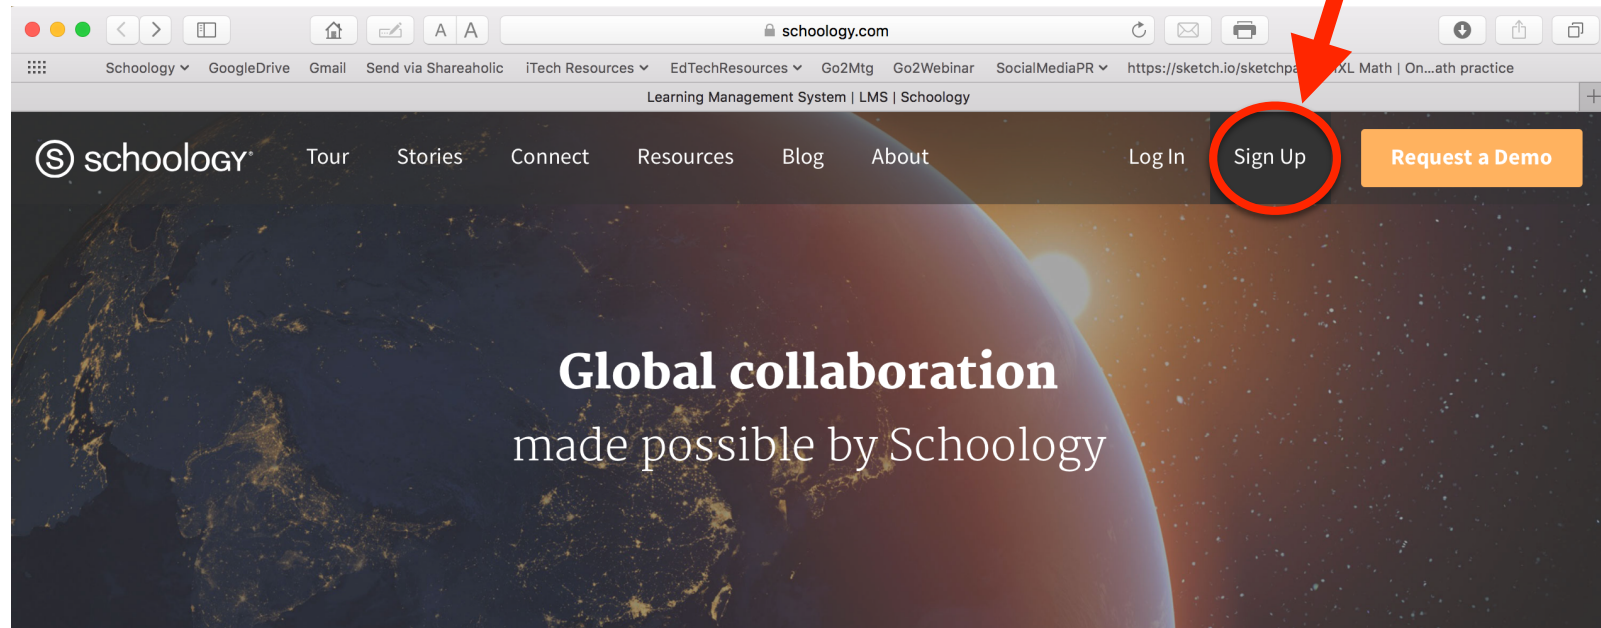 A A schoology.com
Schoology GoogleDrive Gmail Send via Shareaholic iTech Resources EdTechResources Go2Mtg Go2Webinar SocialMediaPR https://sketch.io/sketchpa XL Math | On...ath practice
Learning Management System | LMS | Schoology
S schoology Tour Stories Connect Resources Blog About Log In Sign Up Request a Demo
Global collaboration
made possible by Schoology